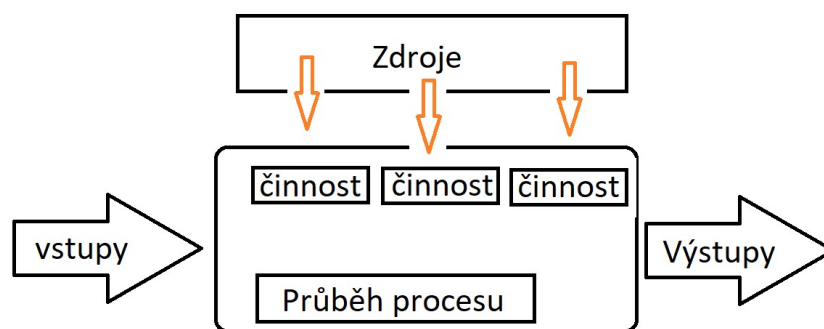 Zdroje
činnost
činnost
činnost
vstupy
Výstupy
Průběh procesu